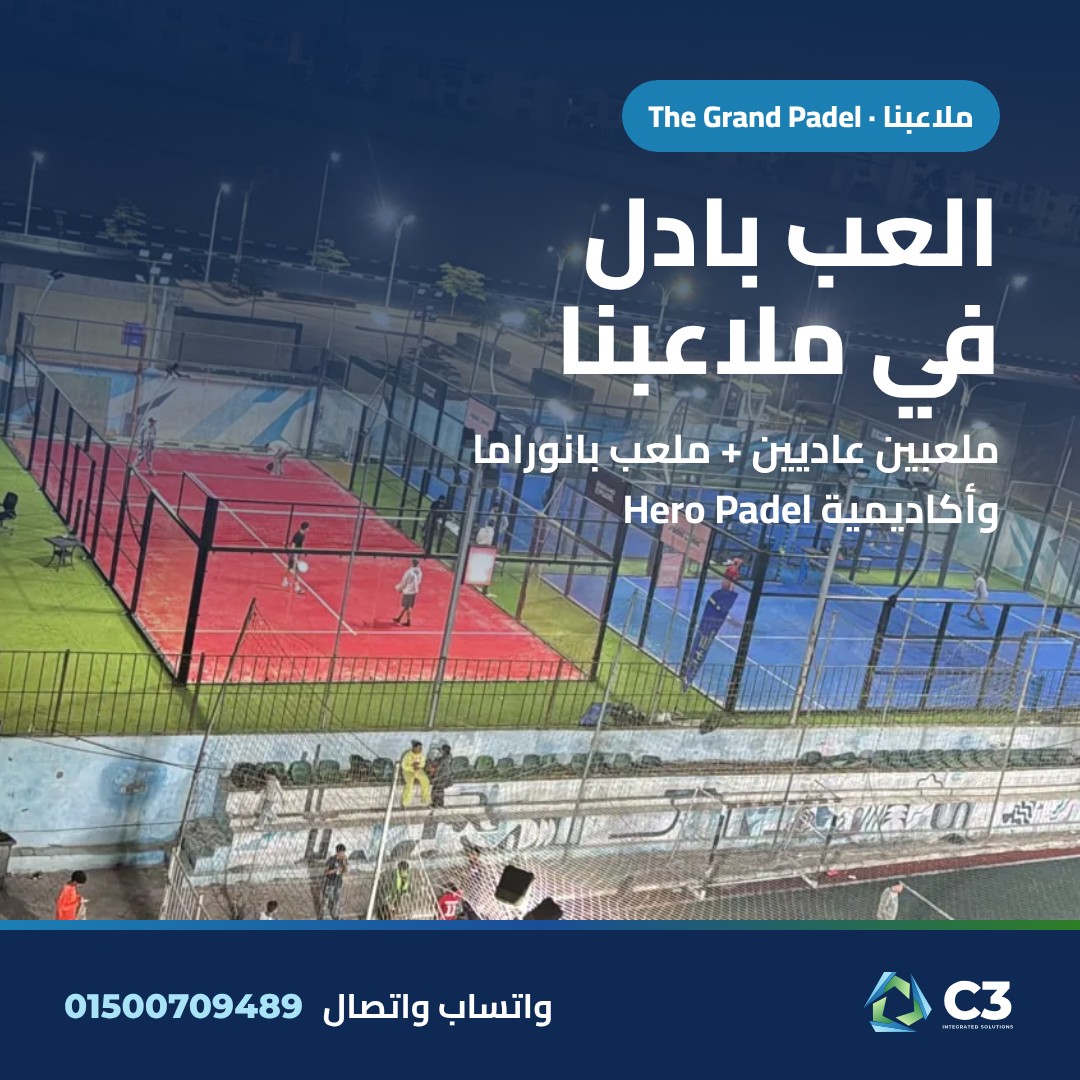 ملاعبنا · The Grand Padel
العب بادل
في ملاعبنا
ملعبين عاديين + ملعب بانوراما
وأكاديمية Hero Padel
واتساب واتصال 01500709489
C3
INTEGRATED SOLUTIONS